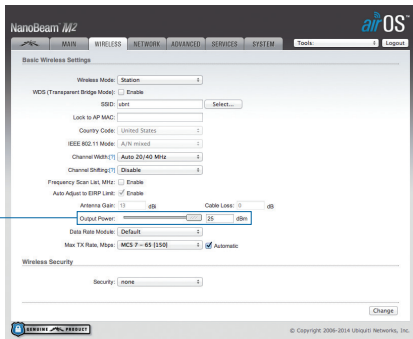 NanoBeam M2
airOS™
MAIN WIRELESS NETWORK ADVANCED SERVICES SYSTEM Tools: Logout
Basic Wireless Settings
Wireless Mode: Station
WDS (Transparent Bridge Mode): Enable
SSID: ubnt Select...
Lock to AP MAC:
Country Code: United States
IEEE 802.11 Mode: A/N mixed
Channel Width:[?] Auto 20/40 MHz
Channel Shifting:[?] Disable
Frequency Scan List, MHz: Enable
Auto Adjust to EIRP Limit: Enable
Antenna Gain: 13 dBi Cable Loss: 0 dB
Output Power: 25 dBm
Data Rate Module: Default
Max TX Rate, Mbps: MCS 7 - 65 [150] Automatic
Wireless Security
Security: none
Change
GENUINE PRODUCT
© Copyright 2006-2014 Ubiquiti Networks, Inc.